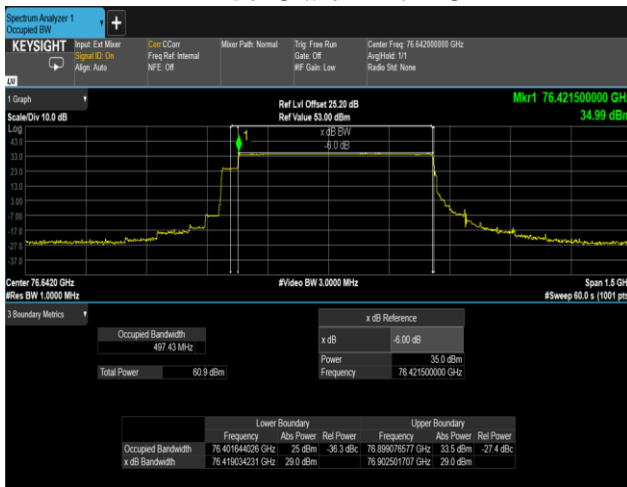 Spectrum Analyzer 1
Occupied BW
KEYSIGHT
Input: Ext Mixer
Signal ID: On
Align: Auto
Corr CCorr
Freq Ref: Internal
NFE: Off
Mixer Path: Normal
Trig: Free Run
Gate: Off
#IF Gain: Low
Center Freq: 76.642000000 GHz
Avg|Hold: 1/1
Radio Std: None
LXI
1 Graph
Scale/Div 10.0 dB
Ref Lvl Offset 25.20 dB
Ref Value 53.00 dBm
Mkr1 76.421500000 GHz
34.99 dBm
Log
x dB BW
-6.0 dB
1
43.0
33.0
23.0
13.0
3.00
-7.00
-17.0
-27.0
-37.0
Center 76.6420 GHz
#Video BW 3.0000 MHz
Span 1.5 GH
#Res BW 1.0000 MHz
#Sweep 60.0 s (1001 pts
3 Boundary Metrics
x dB Reference
Occupied Bandwidth
497.43 MHz
x dB -6.00 dB
Power 35.0 dBm
Total Power 60.9 dBm
Frequency 76.421500000 GHz
Lower Boundary Upper Boundary
Frequency Abs Power Rel Power Frequency Abs Power Rel Power
Occupied Bandwidth 76.401644026 GHz 25 dBm -36.3 dBc 76.899076577 GHz 33.5 dBm -27.4 dBc
x dB Bandwidth 76.419034231 GHz 29.0 dBm 76.902501707 GHz 29.0 dBm